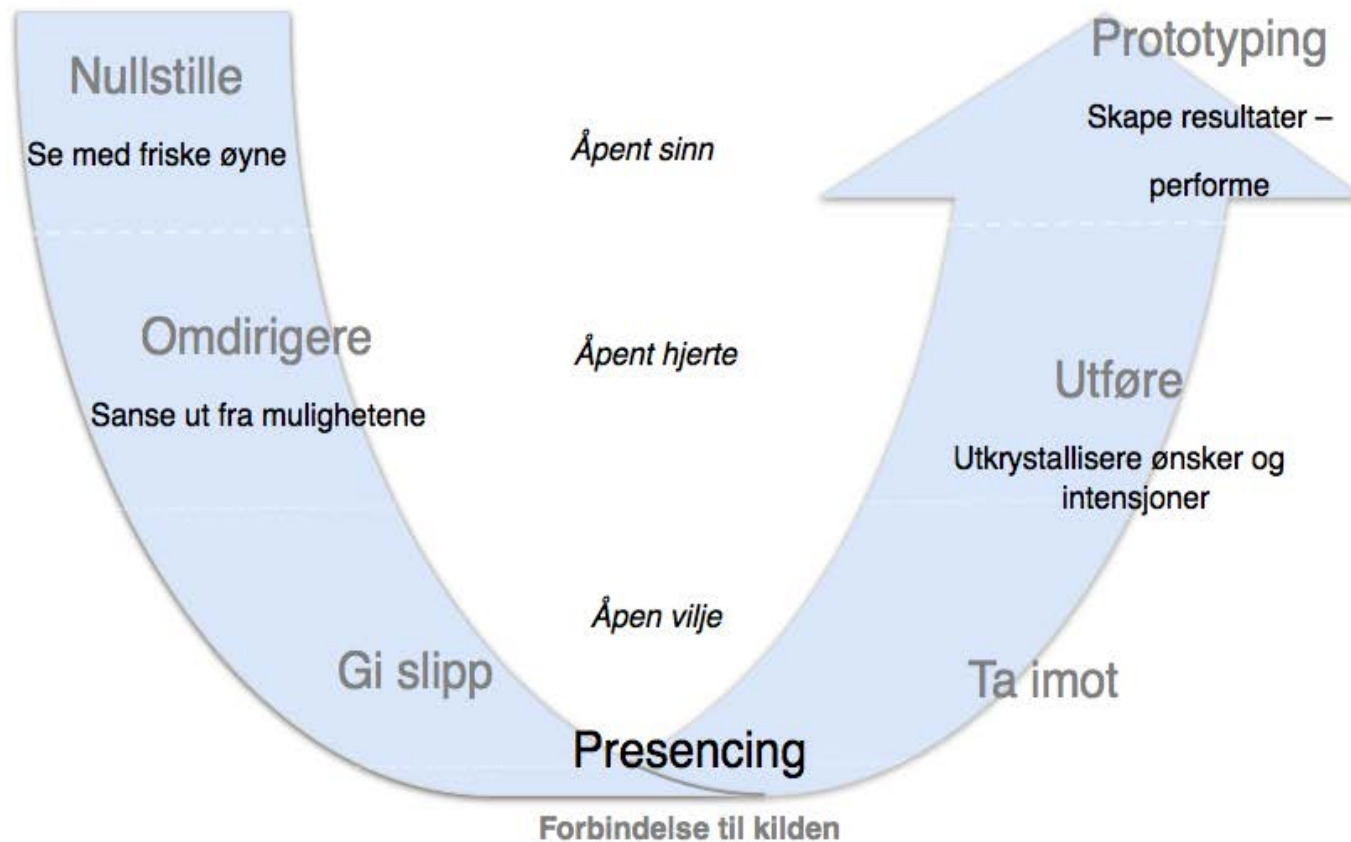 Nullstille
Se med friske øyne
Omdirigere
Sanse ut fra mulighetene
Gi slipp
Åpent sinn
Åpent hjerte
Åpen vilje
Presencing
Forbindelse til kilden
Prototyping
Skape resultater –
performe
Utføre
Utkrystallisere ønsker og
intensjoner
Ta imot